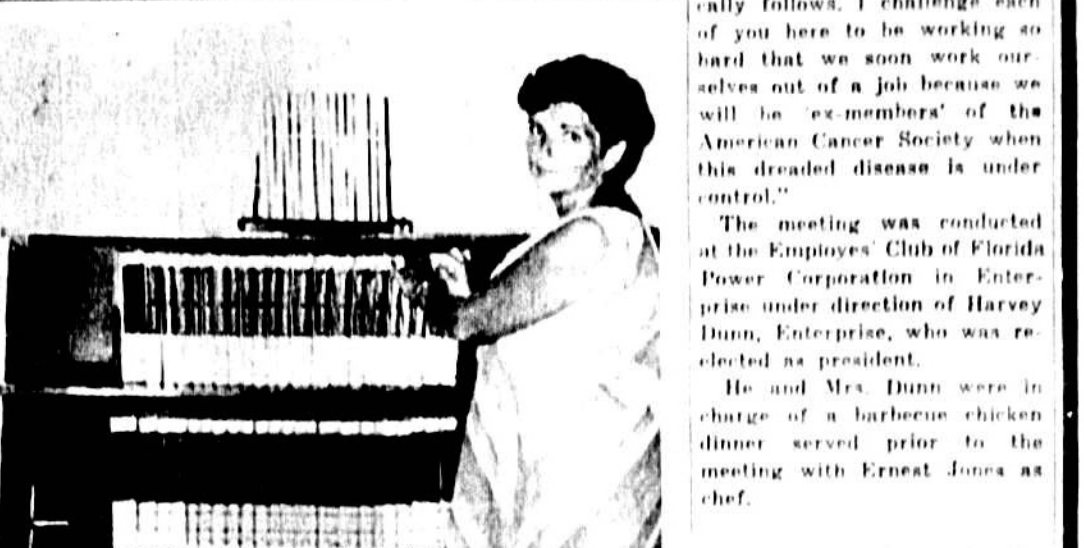 cally follows. I challenge each
of you here to be working so
hard that we soon work our-
selves out of a job because we
will be 'ex-members' of the
American Cancer Society when
this dreaded disease is under
control."
The meeting was conducted
at the Employes' Club of Florida
Power Corporation in Enter-
prise under direction of Harvey
Dunn, Enterprise, who was re-
elected as president.
He and Mrs. Dunn were in
charge of a barbecue chicken
dinner served prior to the
meeting with Ernest Jones as
chef.